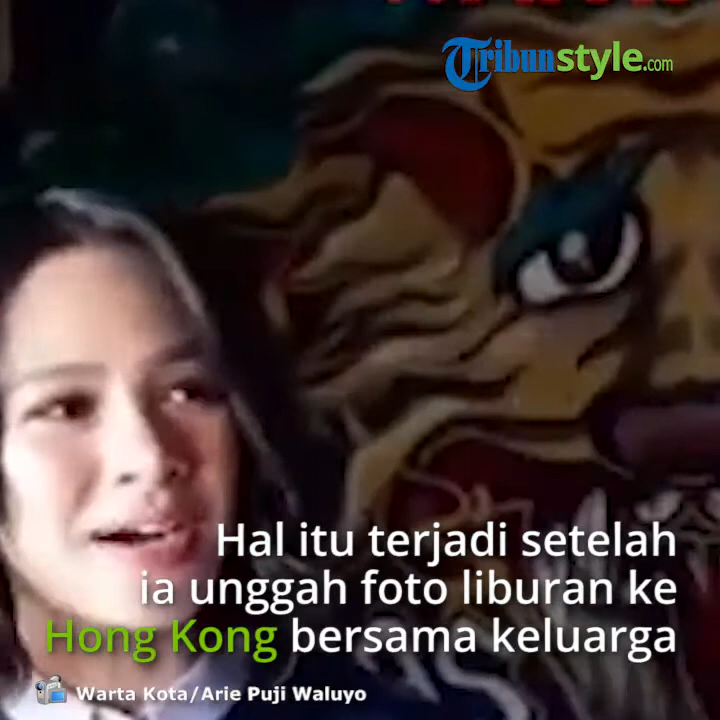 Tribunstyle.com
Hal itu terjadi setelah
ia unggah foto liburan ke
Hong Kong bersama keluarga
Warta Kota/Arie Puji Waluyo